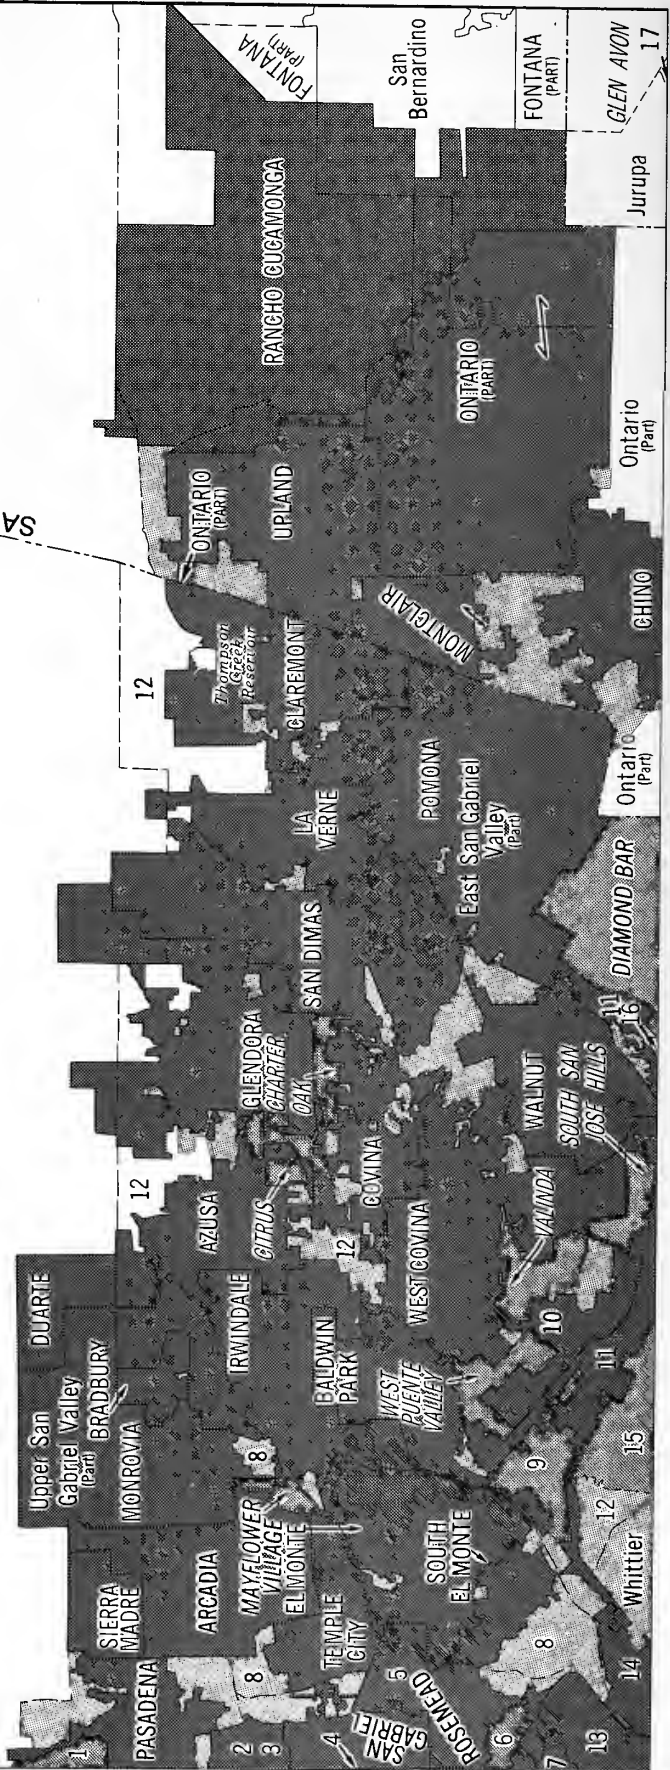 SA
FONTANA
(PART)
San
Bernardino
FONTANA
(PART)
GLEN AVON
17
Jurupa
RANCHO CUCAMONGA
ONTARIO
(PART)
Ontario
(Part)
ONTARIO
(PART)
UPLAND
MONTCLAIR
CHINO
12
Thompson
Creek
Reservoir
CLAREMONT
POMONA
East San Gabriel
Valley
(Part)
Ontario
(Part)
LA
VERNE
DIAMOND BAR
SAN DIMAS
GLENDORA
CHARTER
OAK
11
16
WALNUT
SOUTH SAN
JOSE HILLS
12
AZUSA
CITRUS
COVINA
12
WEST COVINA
VALINDA
DUARTE
BRADBURY
IRWINDALE
BALDWIN
PARK
WEST
PUENTE
VALLEY
10
11
Upper San
Gabriel Valley
(Part)
MONROVIA
8
9
15
12
Whittier
SIERRA
MADRE
ARCADIA
MAYFLOWER
VILLAGE
EL MONTE
SOUTH
EL MONTE
TEMPLE
CITY
8
14
PASADENA
8
5
ROSEMEAD
SAN
GABRIEL
1
2
3
4
6
7
13